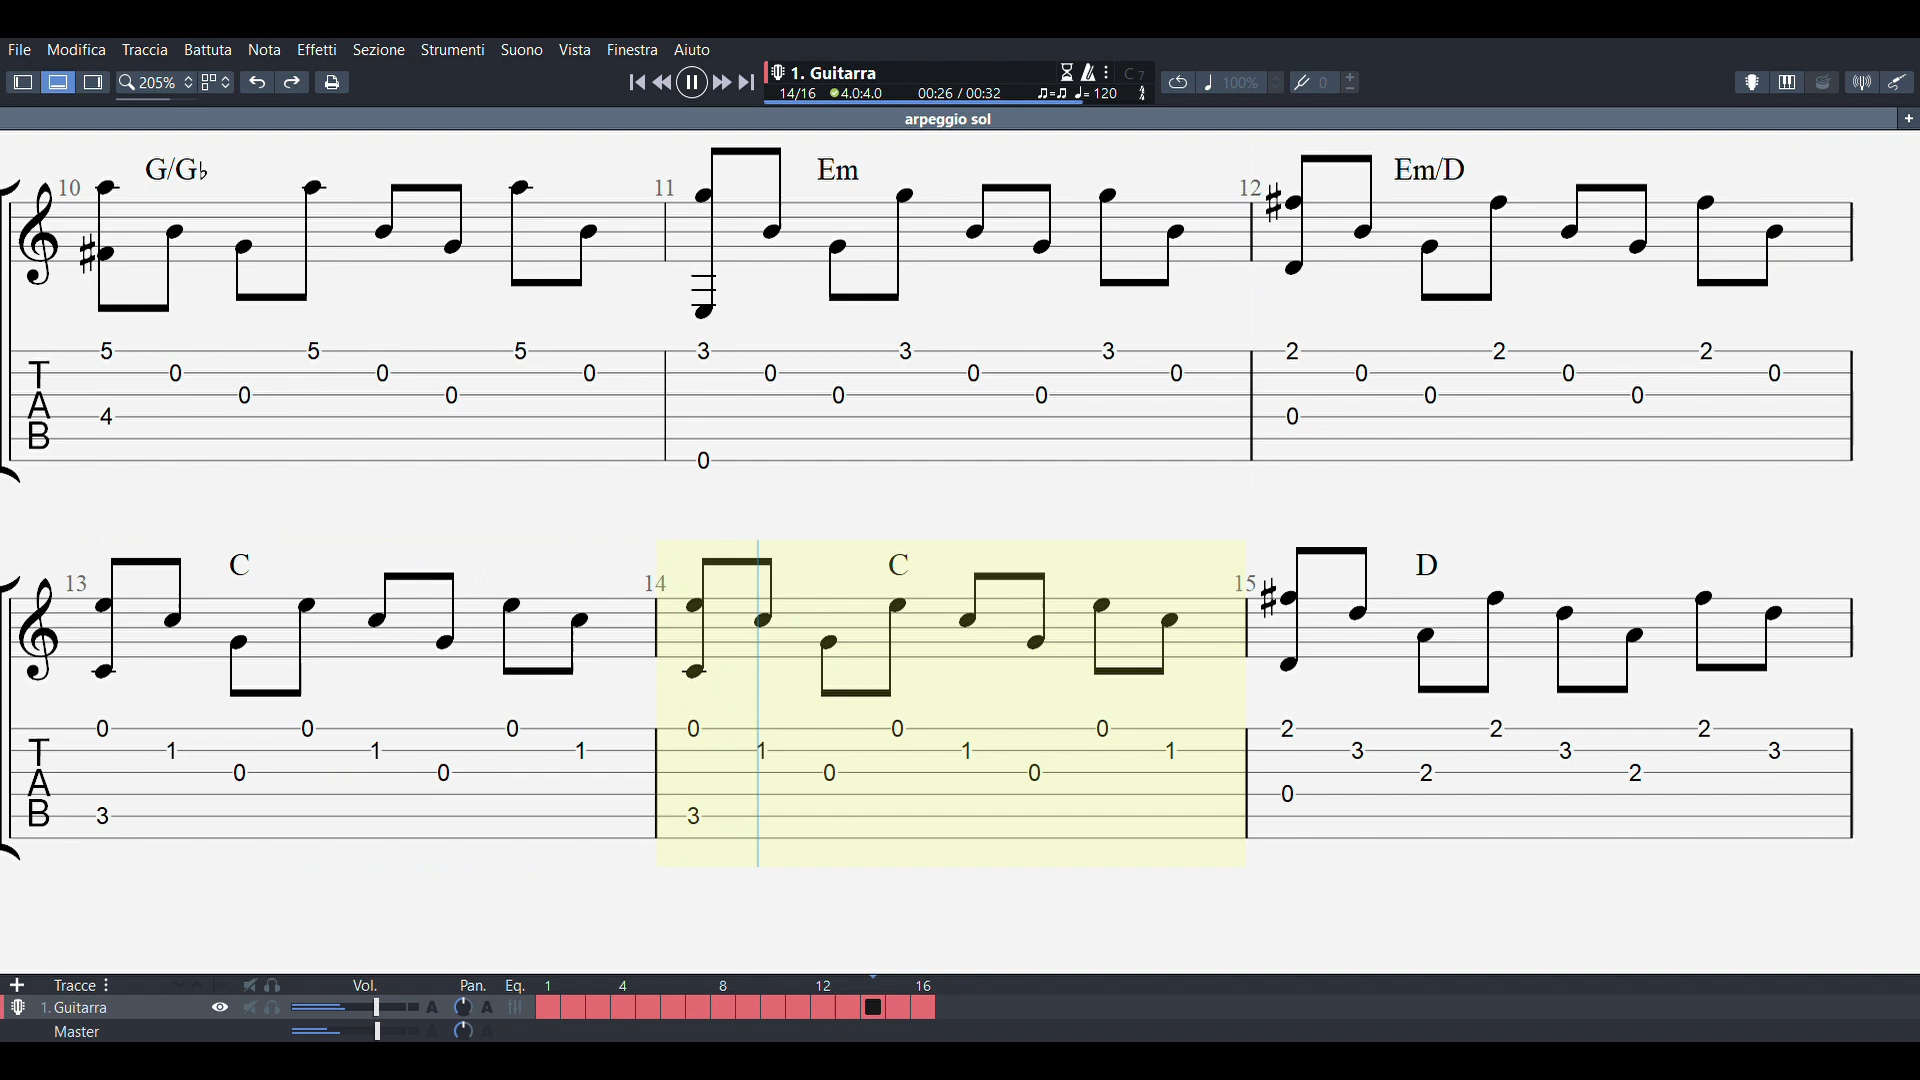 File Modifica Traccia Battuta Nota Effetti Sezione Strumenti Suono Vista Finestra Aiuto
205% 1. Guitarra C 7 100% 0
14/16 4.0:4.0 00:26 / 00:32 = 120
arpeggio sol
10 G/G♭ 11 Em 12 Em/D
5 5 5 3 3 3 2 2 2
T 0 0 0 0 0 0 0 0 0
A 0 0 0 0 0 0
4 0
B
0
13 C 14 C 15 D
0 0 0 0 0 0 2 2 2
T 1 1 1 1 1 1 3 3 3
A 0 0 0 0 2 2
0
B 3 3
Tracce Vol. Pan. Eq. 1 4 8 12 16
1. Guitarra A A
Master A A